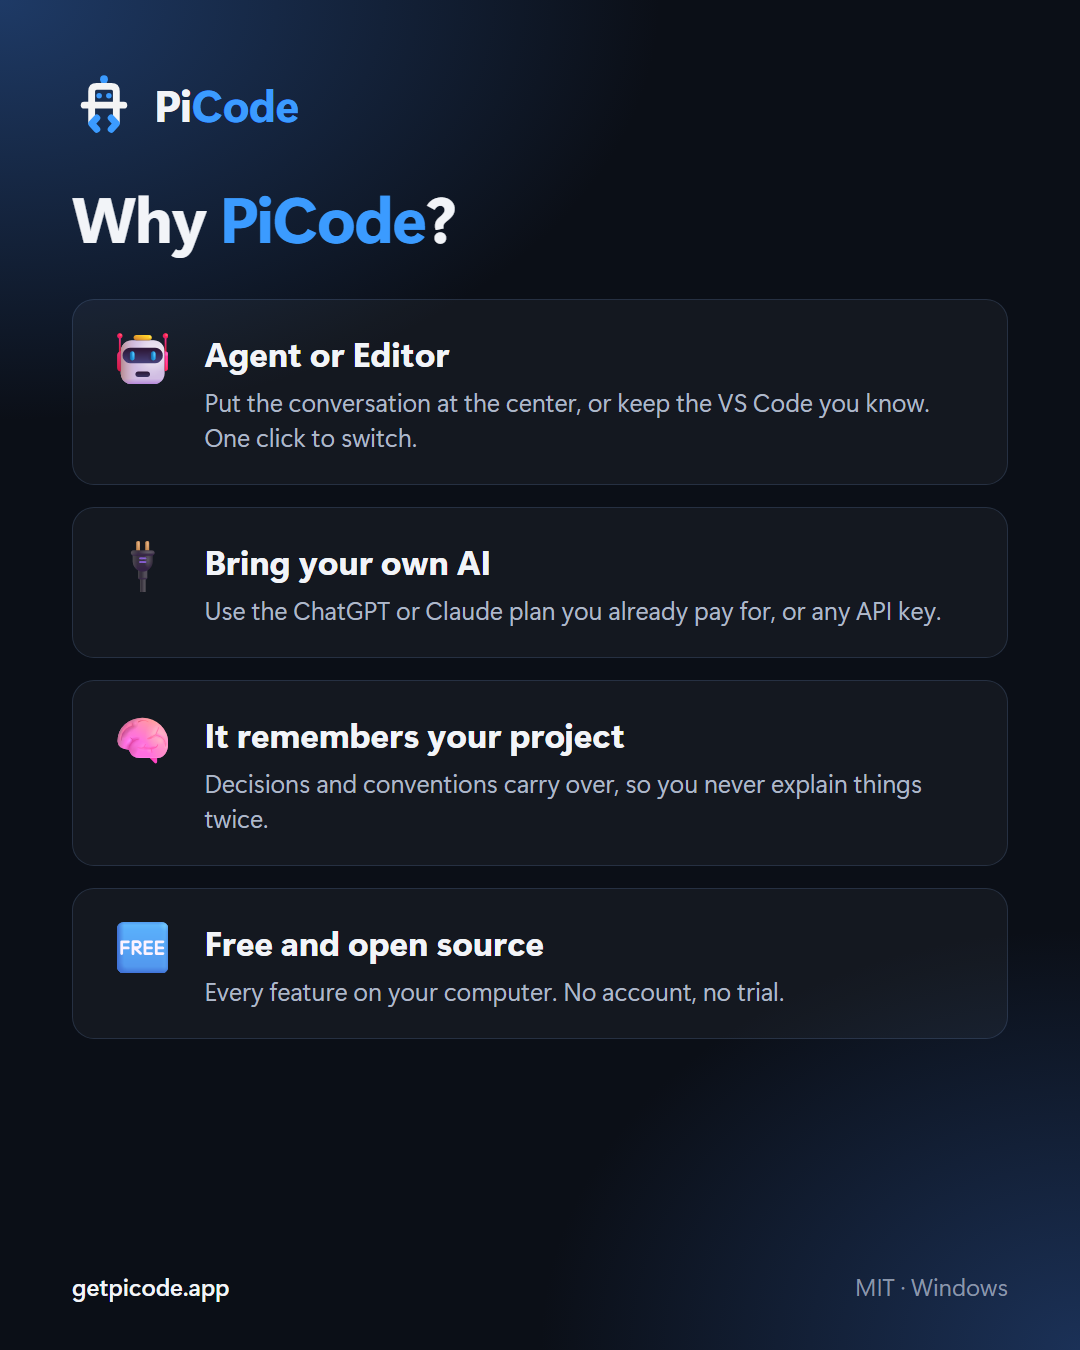 PiCode
Why PiCode?
Agent or Editor
Put the conversation at the center, or keep the VS Code you know.
One click to switch.
Bring your own AI
Use the ChatGPT or Claude plan you already pay for, or any API key.
It remembers your project
Decisions and conventions carry over, so you never explain things
twice.
FREE
Free and open source
Every feature on your computer. No account, no trial.
getpicode.app
MIT · Windows